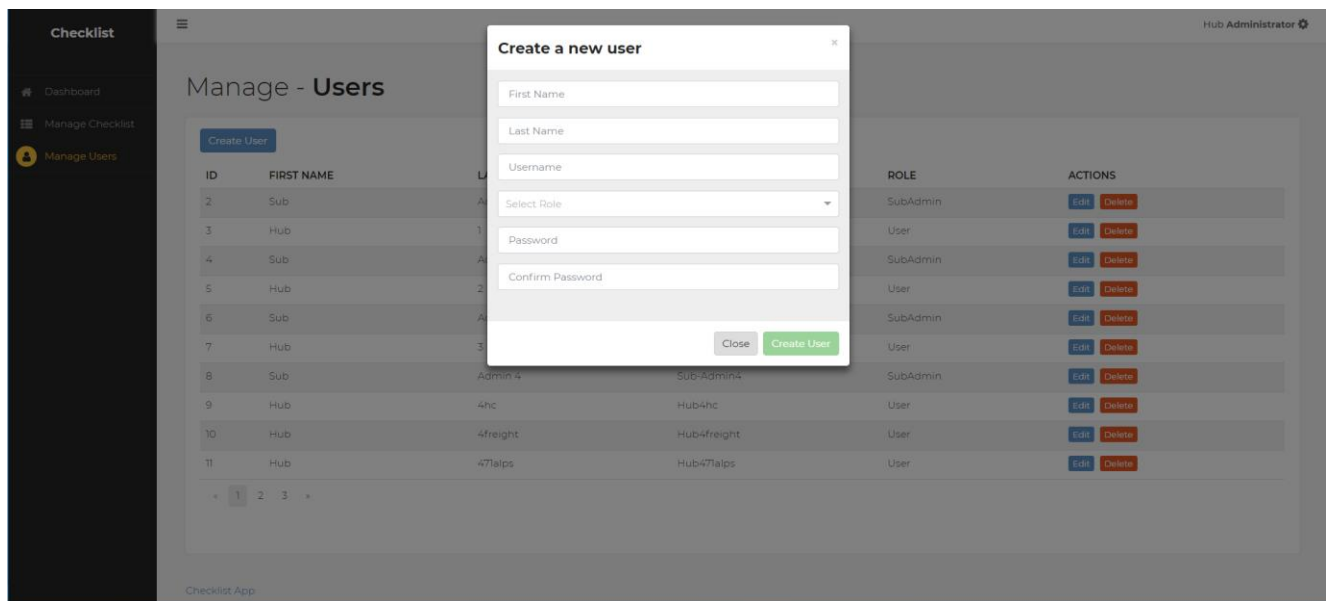 Checklist
Hub Administrator
Dashboard
Manage Checklist
Manage Users
Manage - Users
Create User
ID FIRST NAME ROLE ACTIONS
2 Sub SubAdmin Edit Delete
3 Hub 1 User Edit Delete
4 Sub SubAdmin Edit Delete
5 Hub 2 User Edit Delete
6 Sub SubAdmin Edit Delete
7 Hub 3 User Edit Delete
8 Sub Admin 4 Sub-Admin4 SubAdmin Edit Delete
9 Hub 4hc Hub4hc User Edit Delete
10 Hub 4freight Hub4freight User Edit Delete
11 Hub 471alps Hub471alps User Edit Delete
« 1 2 3 »
Checklist App
Create a new user ×
First Name
Last Name
Username
Select Role
Password
Confirm Password
Close Create User